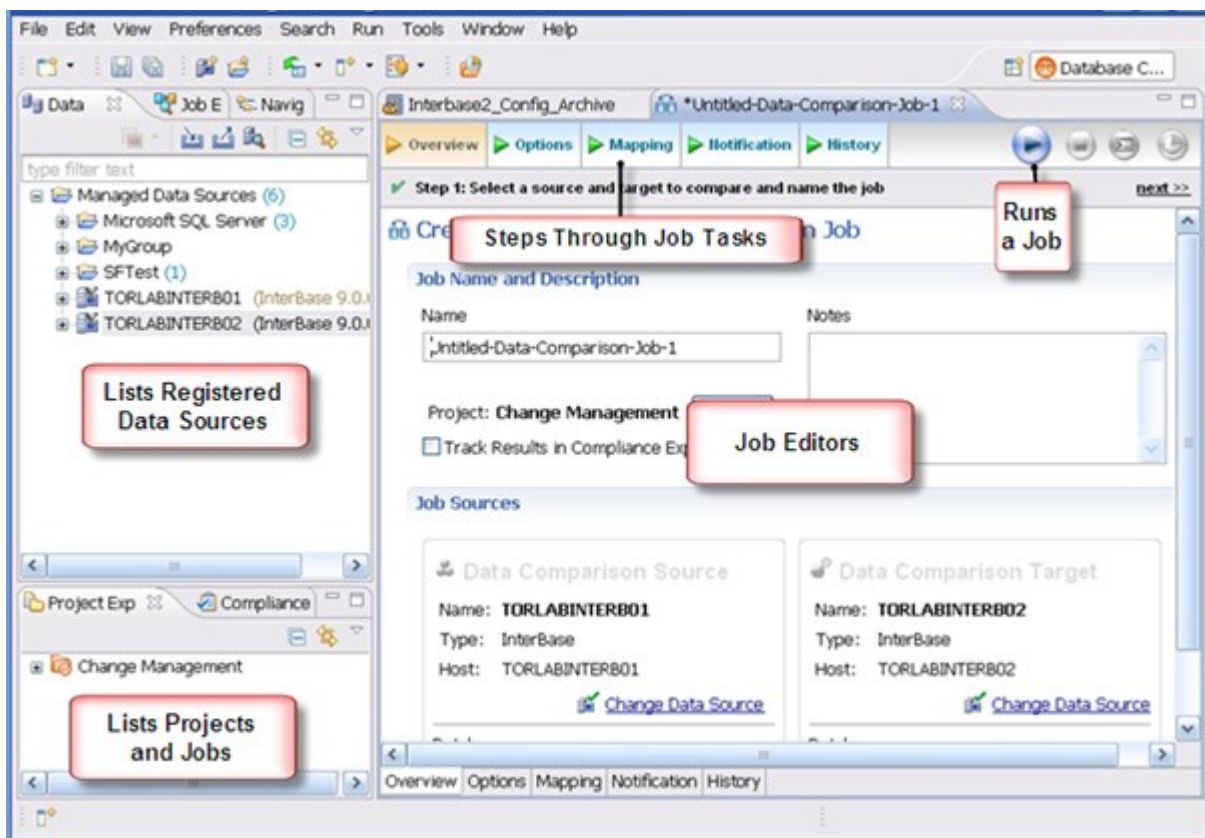 File Edit View Preferences Search Run Tools Window Help
Database C...
Data Job E Navig
type filter text
Managed Data Sources (6)
Microsoft SQL Server (3)
MyGroup
SFTest (1)
TORLABINTERB01 (InterBase 9.0.
TORLABINTERB02 (InterBase 9.0.
Lists Registered
Data Sources
Project Exp Compliance
Change Management
Lists Projects
and Jobs
Interbase2_Config_Archive *Untitled-Data-Comparison-Job-1
Overview Options Mapping Notification History
Step 1: Select a source and target to compare and name the job next >>
Runs
a Job
Cre Steps Through Job Tasks n Job
Job Name and Description
Name Notes
Untitled-Data-Comparison-Job-1
Project: Change Management
Track Results in Compliance Exp
Job Editors
Job Sources
Data Comparison Source
Name: TORLABINTERB01
Type: InterBase
Host: TORLABINTERB01
Change Data Source
Data Comparison Target
Name: TORLABINTERB02
Type: InterBase
Host: TORLABINTERB02
Change Data Source
Overview Options Mapping Notification History